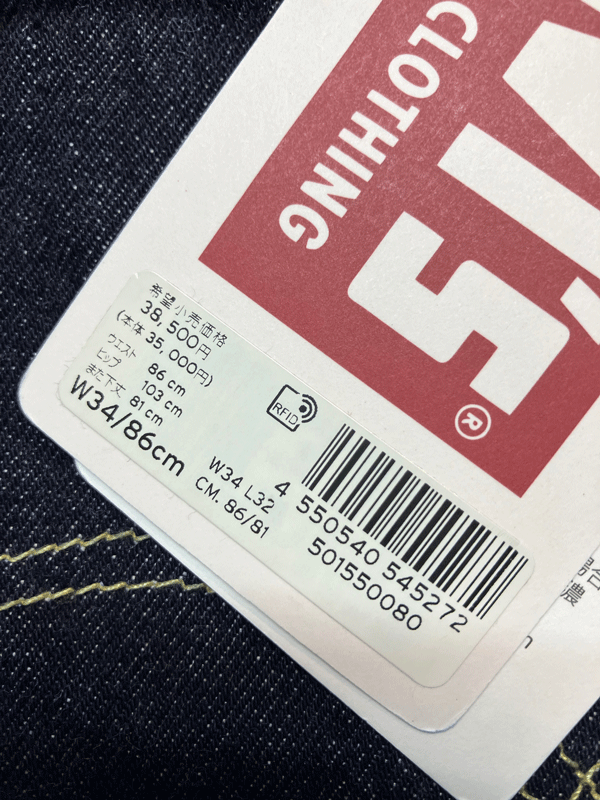 CLOTHING
®
希望小売価格
38,500円
(本体 35,000円)
ウエスト 86 cm
ヒップ 103 cm
また下丈 81 cm
W34/86cm
RFID
W34 L32
CM. 86/81
4 550540 545272
501550080